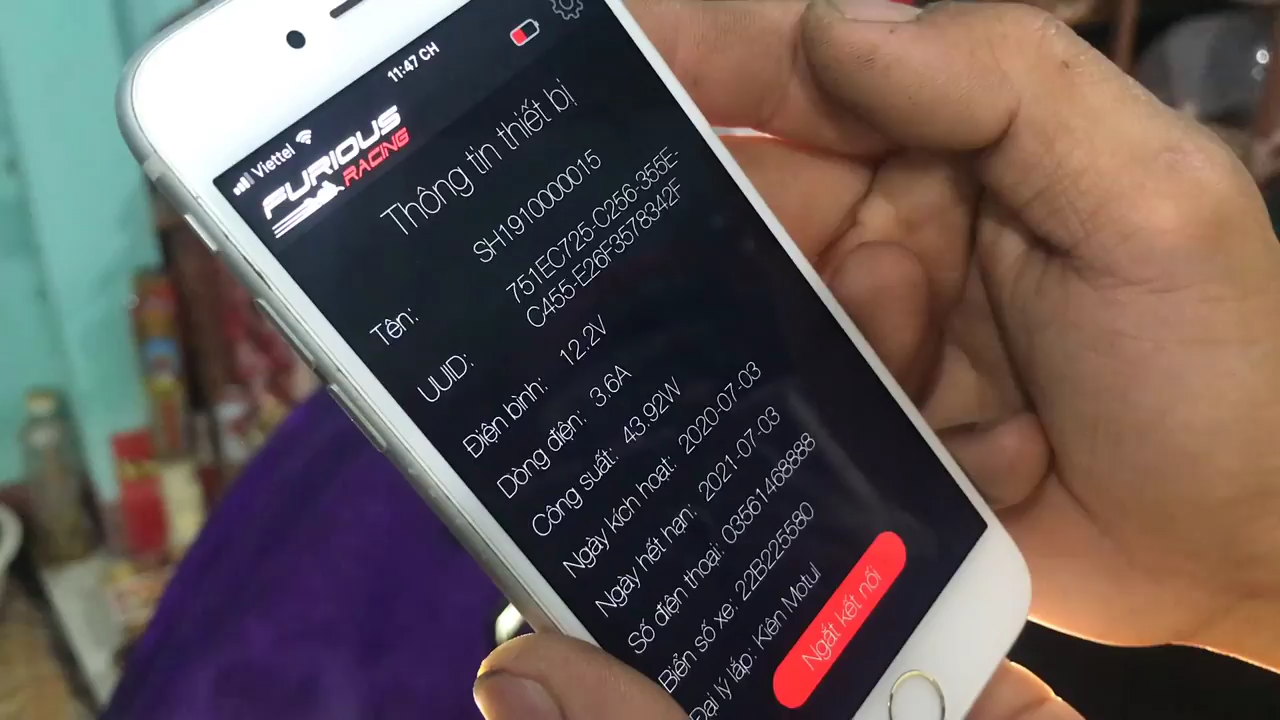 Viettel 11:47 CH
FURIOUS
RACING
Thông tin thiết bị
Tên: SH1910000015
UUID: 751EC725-C256-355E-
C455-E26F3578342F
Điện bình: 12.2V
Dòng điện: 3.6A
Công suất: 43.92W
Ngày kích hoạt: 2020-07-03
Ngày hết hạn: 2021-07-03
Số điện thoại: 03561468888
Biển số xe: 22B225580
Đại lý lắp: Kiên Motul
Ngắt kết nối